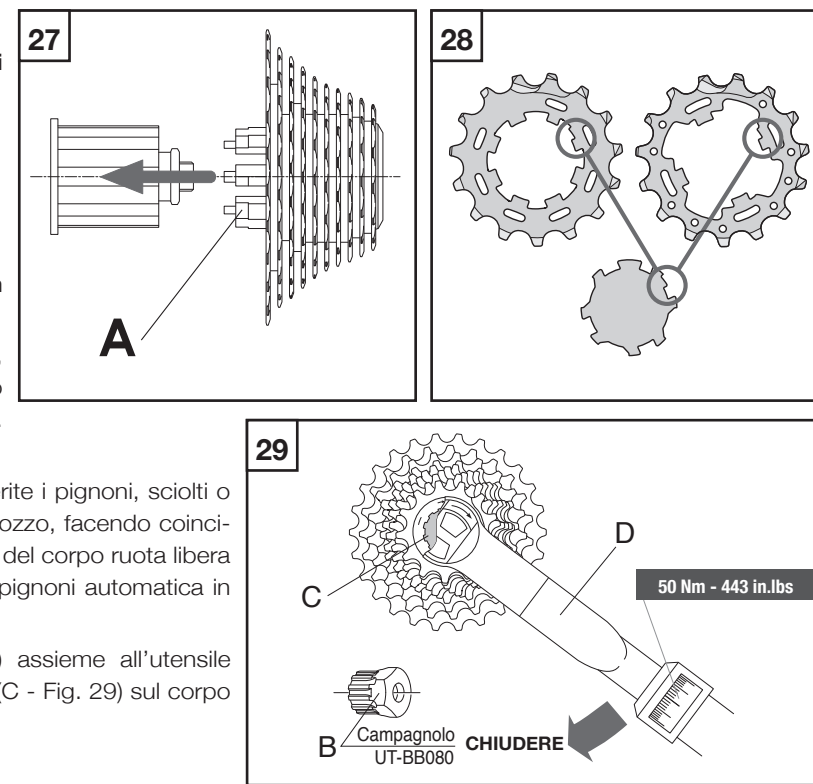 27
A
28
rite i pignoni, sciolti o
ozzo, facendo coinci-
del corpo ruota libera
pignoni automatica in
) assieme all'utensile
(C - Fig. 29) sul corpo
29
C
D
50 Nm - 443 in.lbs
B
Campagnolo
UT-BB080
CHIUDERE